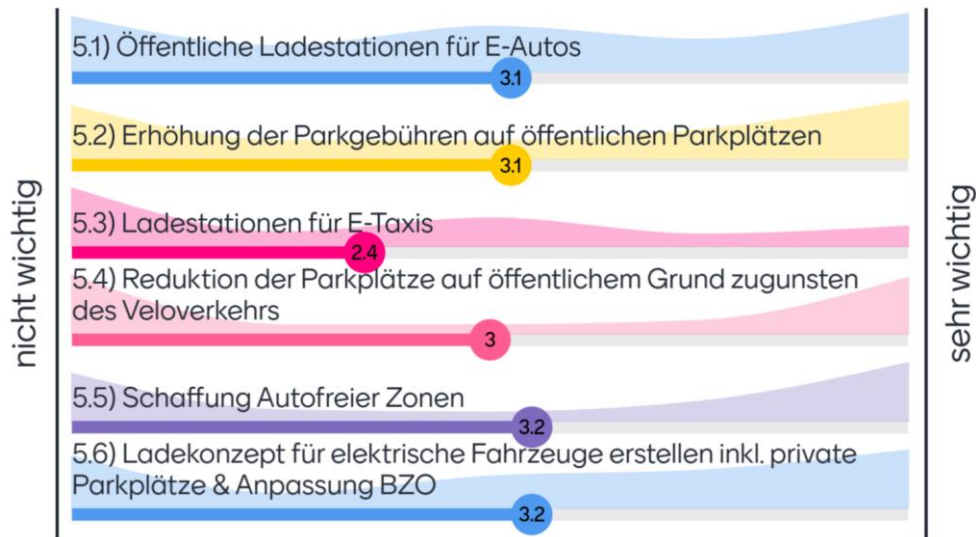 5.1) Öffentliche Ladestationen für E-Autos
3.1
5.2) Erhöhung der Parkgebühren auf öffentlichen Parkplätzen
3.1
5.3) Ladestationen für E-Taxis
2.4
5.4) Reduktion der Parkplätze auf öffentlichem Grund zugunsten
des Veloverkehrs
3
5.5) Schaffung Autofreier Zonen
3.2
5.6) Ladekonzept für elektrische Fahrzeuge erstellen inkl. private
Parkplätze & Anpassung BZO
3.2
nicht wichtig
sehr wichtig